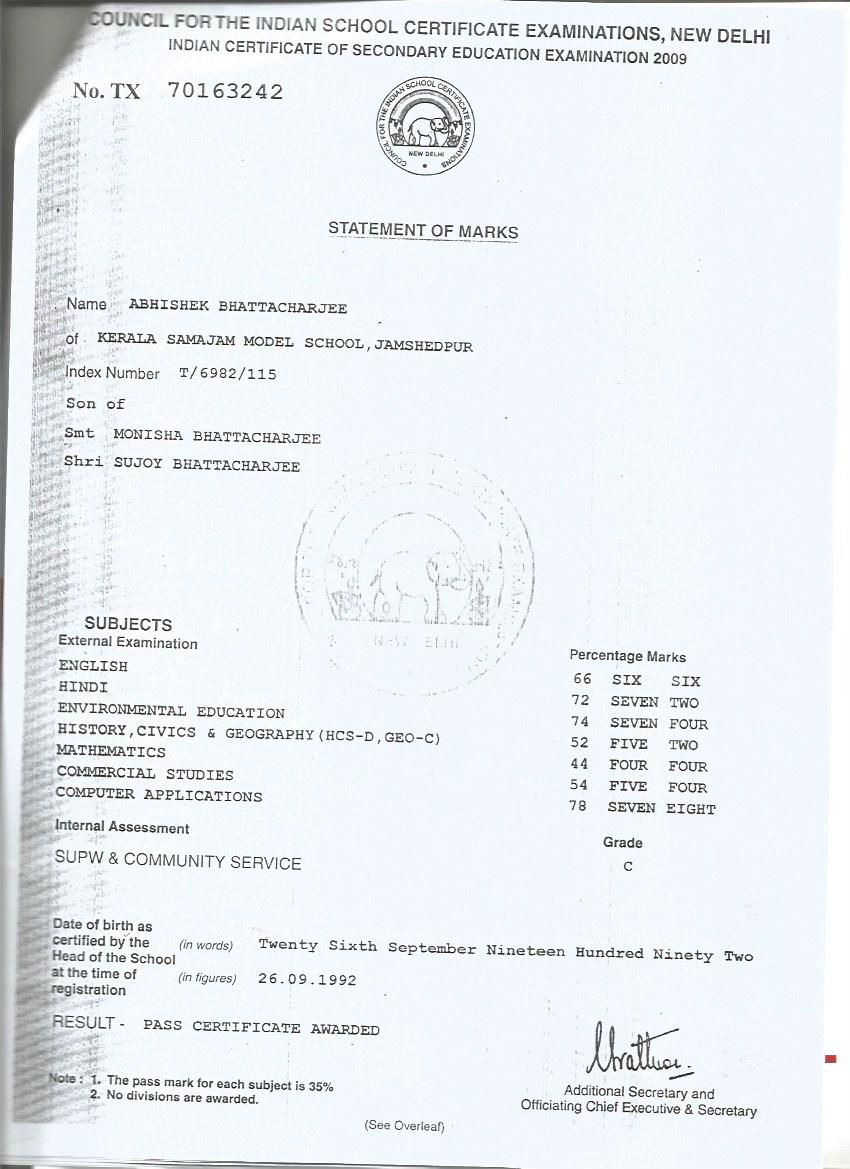 COUNCIL FOR THE INDIAN SCHOOL CERTIFICATE EXAMINATIONS, NEW DELHI
INDIAN CERTIFICATE OF SECONDARY EDUCATION EXAMINATION 2009
No. TX 70163242
COUNCIL FOR THE INDIAN SCHOOL CERTIFICATE EXAMINATIONS
NEW DELHI
STATEMENT OF MARKS
Name ABHISHEK BHATTACHARJEE
of KERALA SAMAJAM MODEL SCHOOL,JAMSHEDPUR
Index Number T/6982/115
Son of
Smt MONISHA BHATTACHARJEE
Shri SUJOY BHATTACHARJEE
SUBJECTS
External Examination Percentage Marks
ENGLISH 66 SIX SIX
HINDI 72 SEVEN TWO
ENVIRONMENTAL EDUCATION 74 SEVEN FOUR
HISTORY,CIVICS & GEOGRAPHY(HCS-D,GEO-C) 52 FIVE TWO
MATHEMATICS 44 FOUR FOUR
COMMERCIAL STUDIES 54 FIVE FOUR
COMPUTER APPLICATIONS 78 SEVEN EIGHT
Internal Assessment Grade
SUPW & COMMUNITY SERVICE C
Date of birth as
certified by the (in words) Twenty Sixth September Nineteen Hundred Ninety Two
Head of the School
at the time of (in figures) 26.09.1992
registration
RESULT - PASS CERTIFICATE AWARDED
Note : 1. The pass mark for each subject is 35%
2. No divisions are awarded.
Additional Secretary and
Officiating Chief Executive & Secretary
(See Overleaf)